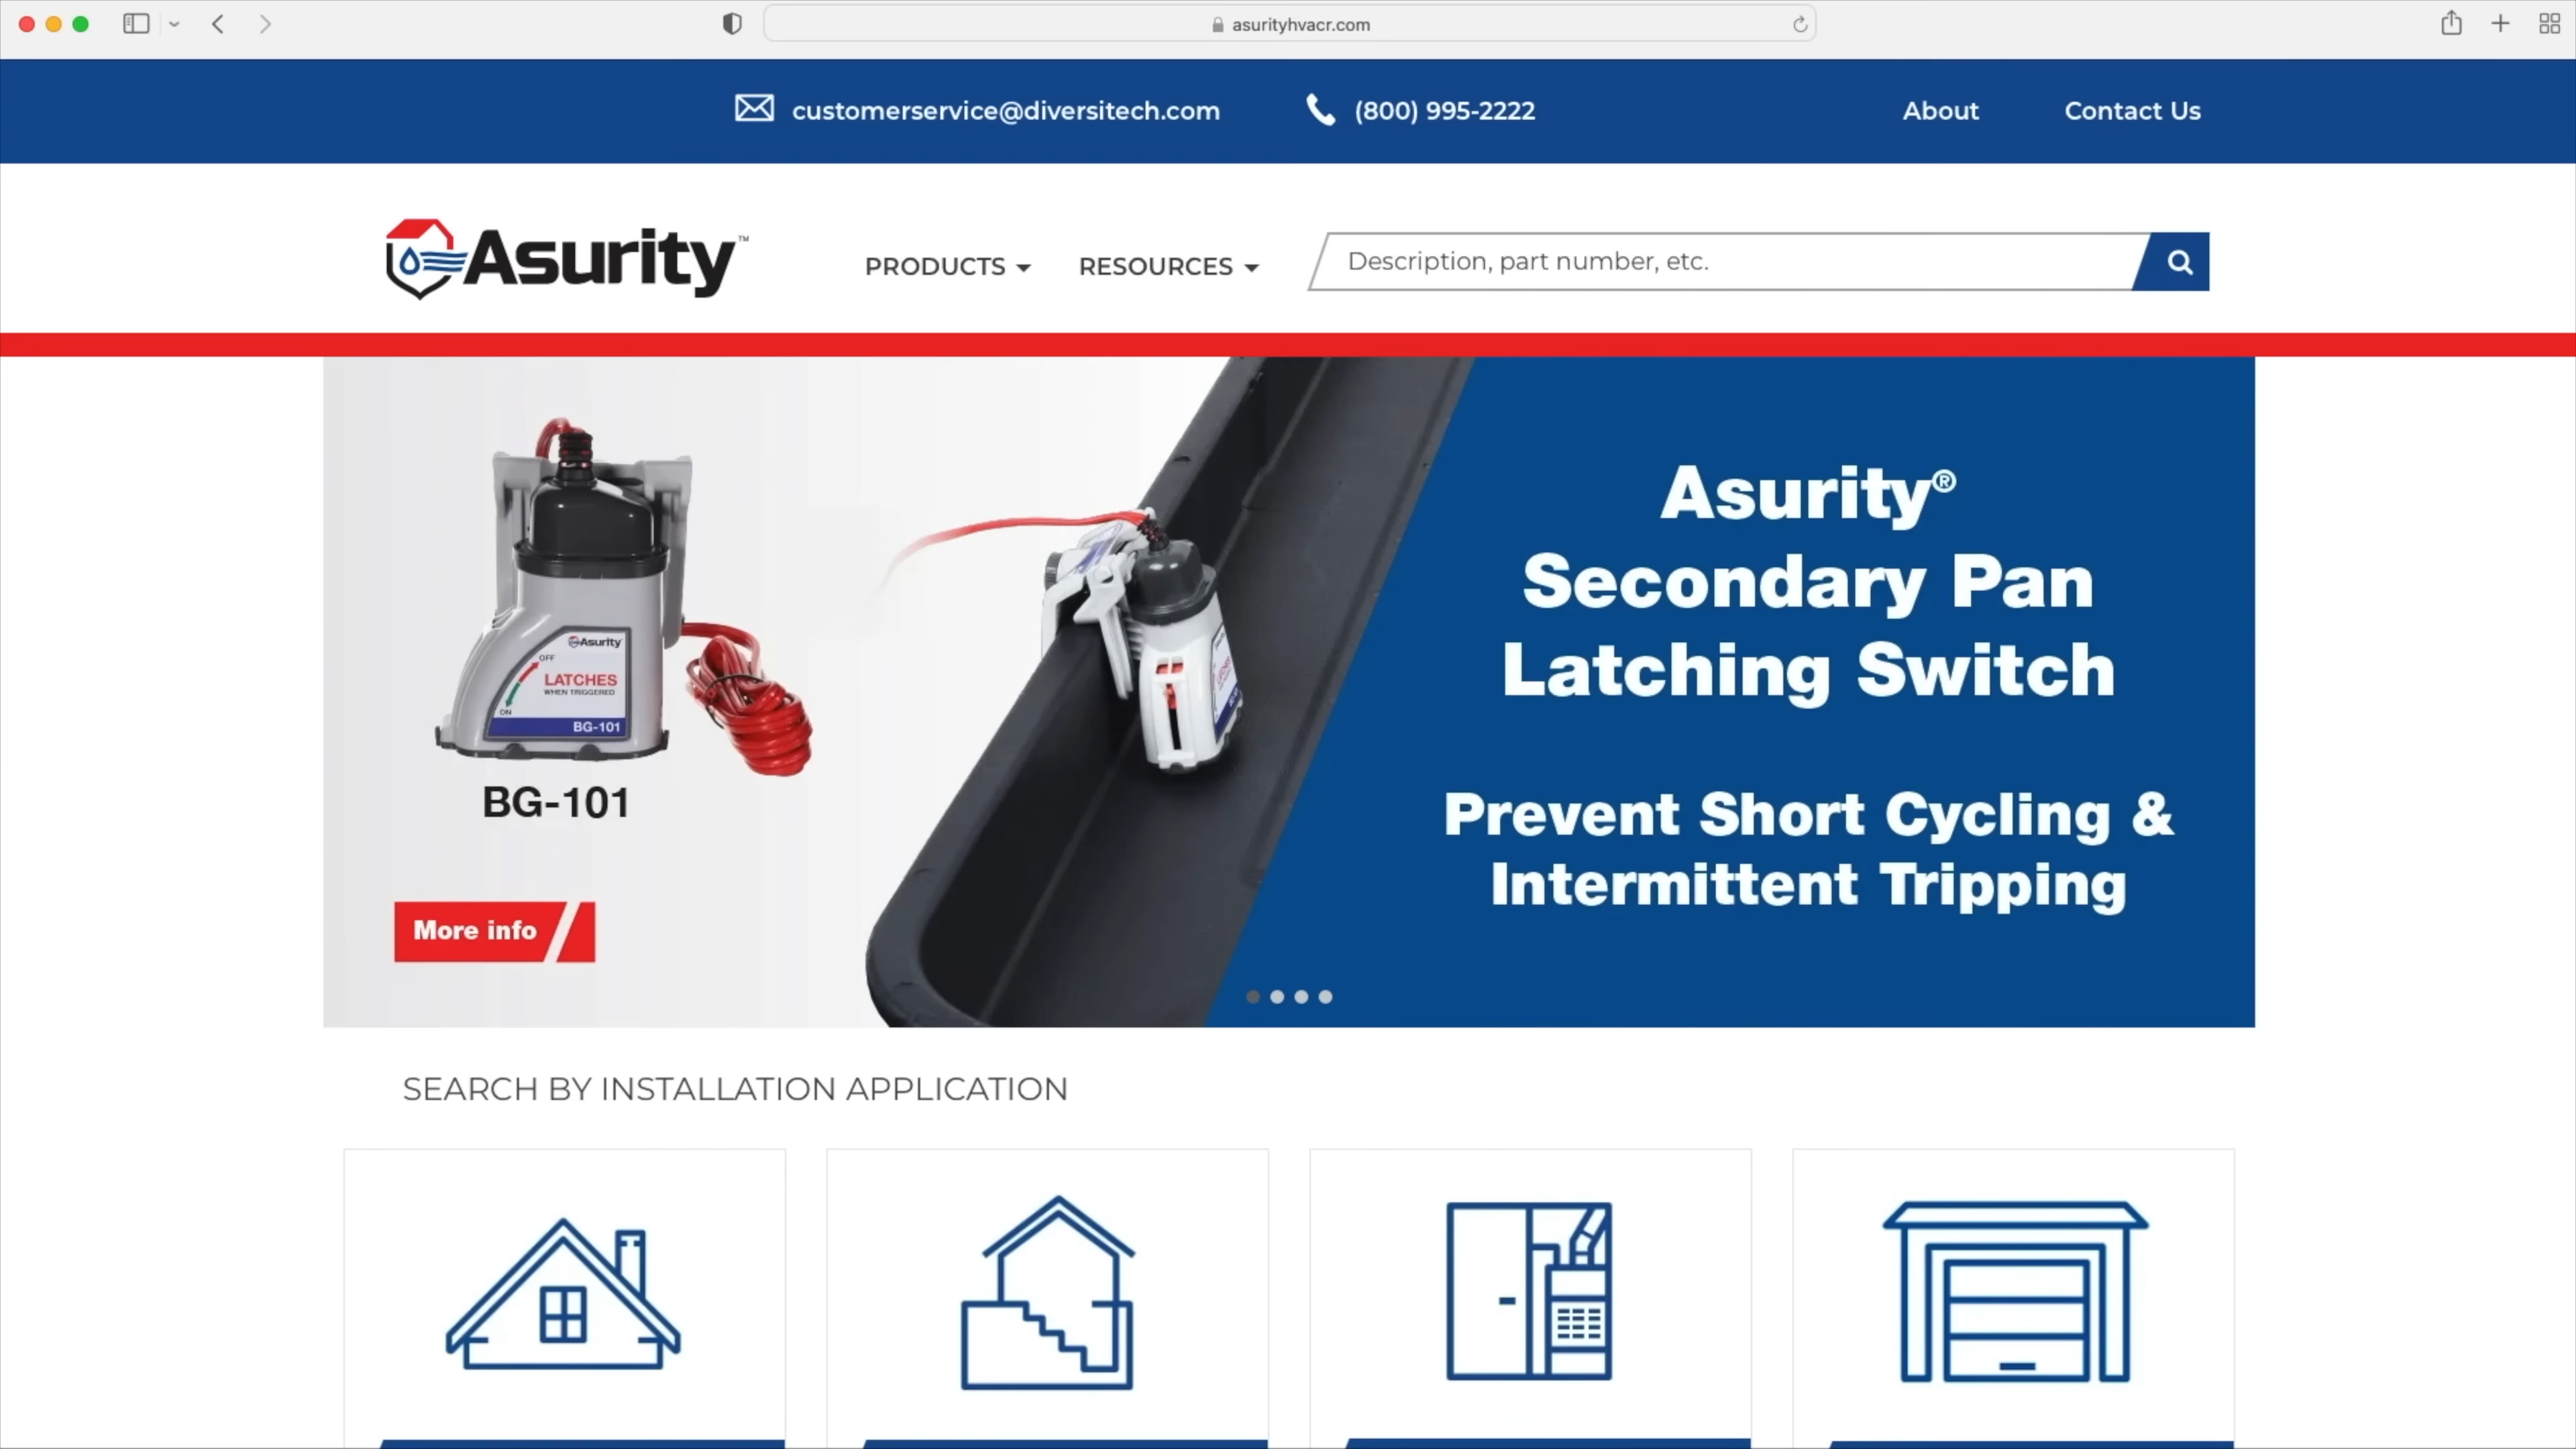 asurityhvacr.com
customerservice@diversitech.com
(800) 995-2222
About
Contact Us
Asurity™
PRODUCTS
RESOURCES
Description, part number, etc.
Asurity
OFF
LATCHES
WHEN TRIGGERED
ON
BG-101
BG-101
More info
Asurity®
Secondary Pan
Latching Switch
Prevent Short Cycling &
Intermittent Tripping
SEARCH BY INSTALLATION APPLICATION